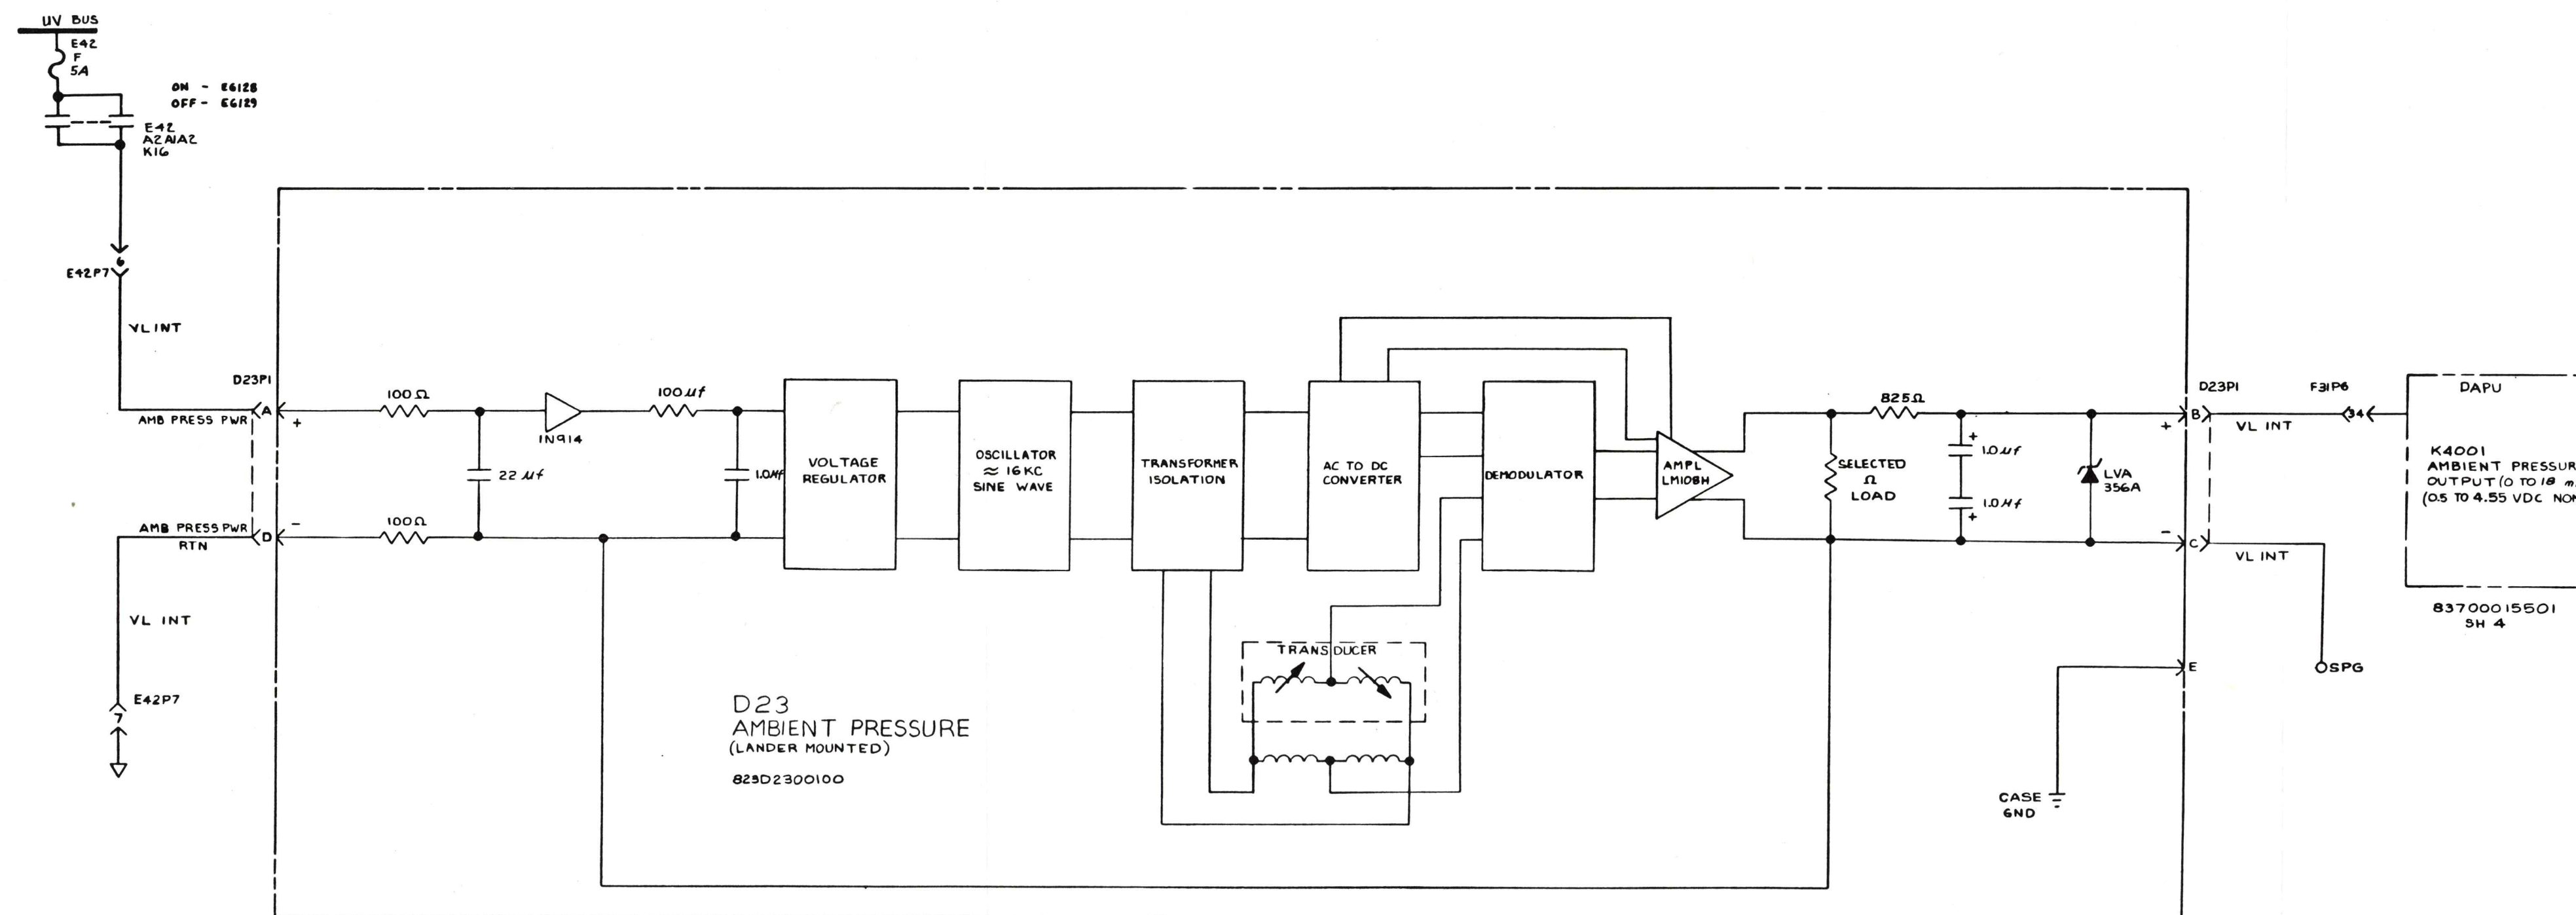 UV BUS
E42
F
5A
ON - E6128
OFF - E6129
E42
A2A1A2
K16
6
E42P7
VL INT
D23P1
AMB PRESS PWR
A
+
100Ω
1N914
100µf
22 µf
1.0µf
AMB PRESS PWR
RTN
D
-
100Ω
VL INT
E42P7
7
VOLTAGE
REGULATOR
OSCILLATOR
≈ 16KC
SINE WAVE
TRANSFORMER
ISOLATION
AC TO DC
CONVERTER
DEMODULATOR
AMPL
LM108H
SELECTED
Ω
LOAD
825Ω
+
1.0µf
1.0µf
+
LVA
356A
D23P1
B
+
VL INT
F31P6
34
-
C
VL INT
E
SPG
CASE
GND
DAPU
K4001
AMBIENT PRESSUR
OUTPUT (0 TO 18 m
(0.5 TO 4.55 VDC NOM
83700015501
SH 4
TRANSDUCER
D23
AMBIENT PRESSURE
(LANDER MOUNTED)
829D2300100